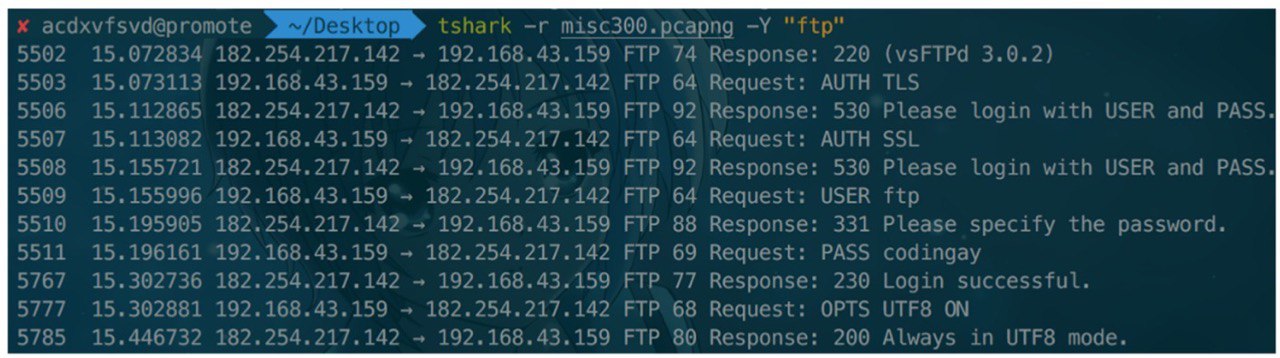 ✘ acdxvfsvd@promote ~/Desktop tshark -r misc300.pcapng -Y "ftp"
5502 15.072834 182.254.217.142 → 192.168.43.159 FTP 74 Response: 220 (vsFTPd 3.0.2)
5503 15.073113 192.168.43.159 → 182.254.217.142 FTP 64 Request: AUTH TLS
5506 15.112865 182.254.217.142 → 192.168.43.159 FTP 92 Response: 530 Please login with USER and PASS.
5507 15.113082 192.168.43.159 → 182.254.217.142 FTP 64 Request: AUTH SSL
5508 15.155721 182.254.217.142 → 192.168.43.159 FTP 92 Response: 530 Please login with USER and PASS.
5509 15.155996 192.168.43.159 → 182.254.217.142 FTP 64 Request: USER ftp
5510 15.195905 182.254.217.142 → 192.168.43.159 FTP 88 Response: 331 Please specify the password.
5511 15.196161 192.168.43.159 → 182.254.217.142 FTP 69 Request: PASS codingay
5767 15.302736 182.254.217.142 → 192.168.43.159 FTP 77 Response: 230 Login successful.
5777 15.302881 192.168.43.159 → 182.254.217.142 FTP 68 Request: OPTS UTF8 ON
5785 15.446732 182.254.217.142 → 192.168.43.159 FTP 80 Response: 200 Always in UTF8 mode.